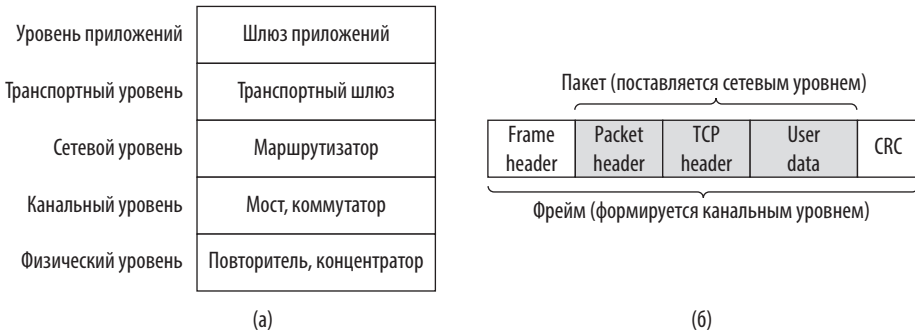 Уровень приложений
Шлюз приложений
Транспортный уровень
Транспортный шлюз
Сетевой уровень
Маршрутизатор
Канальный уровень
Мост, коммутатор
Физический уровень
Повторитель, концентратор
(а)
Пакет (поставляется сетевым уровнем)
Frame
header
Packet
header
TCP
header
User
data
CRC
Фрейм (формируется канальным уровнем)
(б)